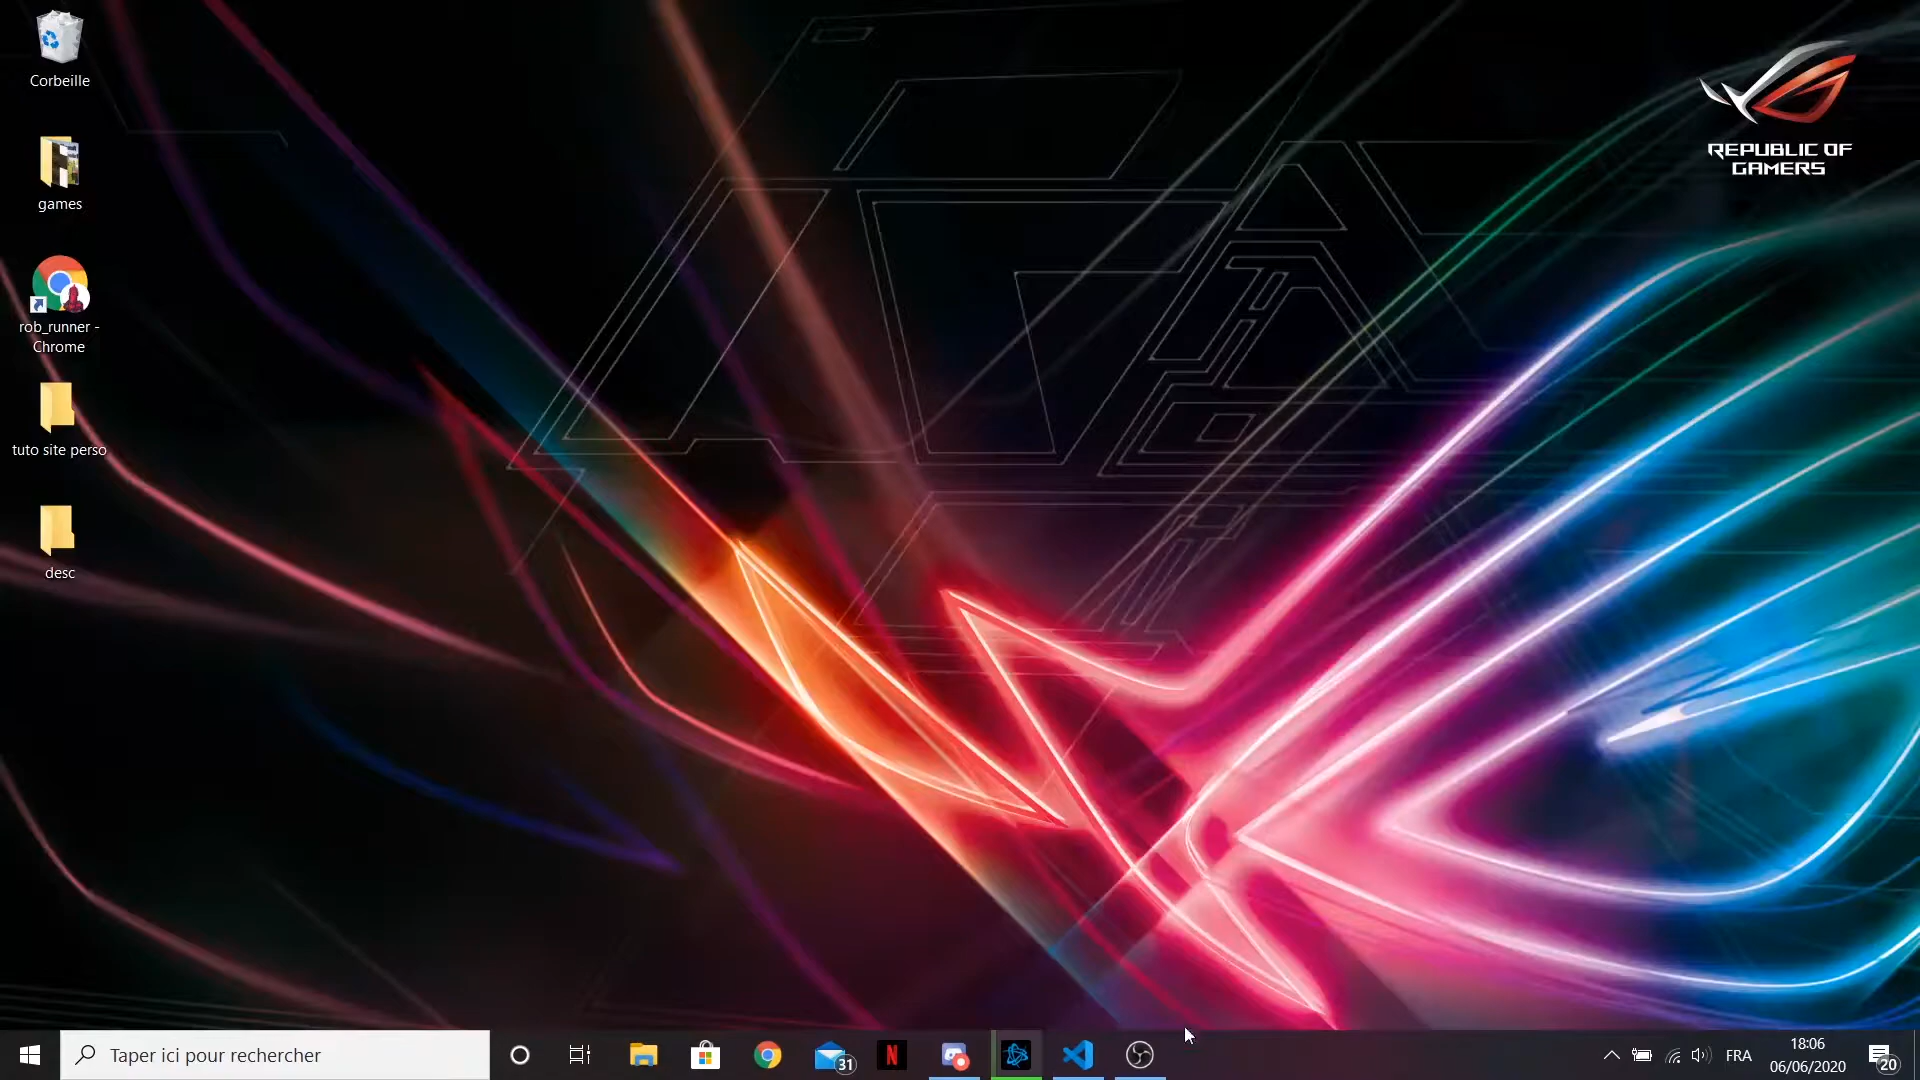 Corbeille
games
rob_runner -
Chrome
tuto site perso
desc
REPUBLIC OF
GAMERS
Taper ici pour rechercher
31
N
FRA
18:06
06/06/2020
20